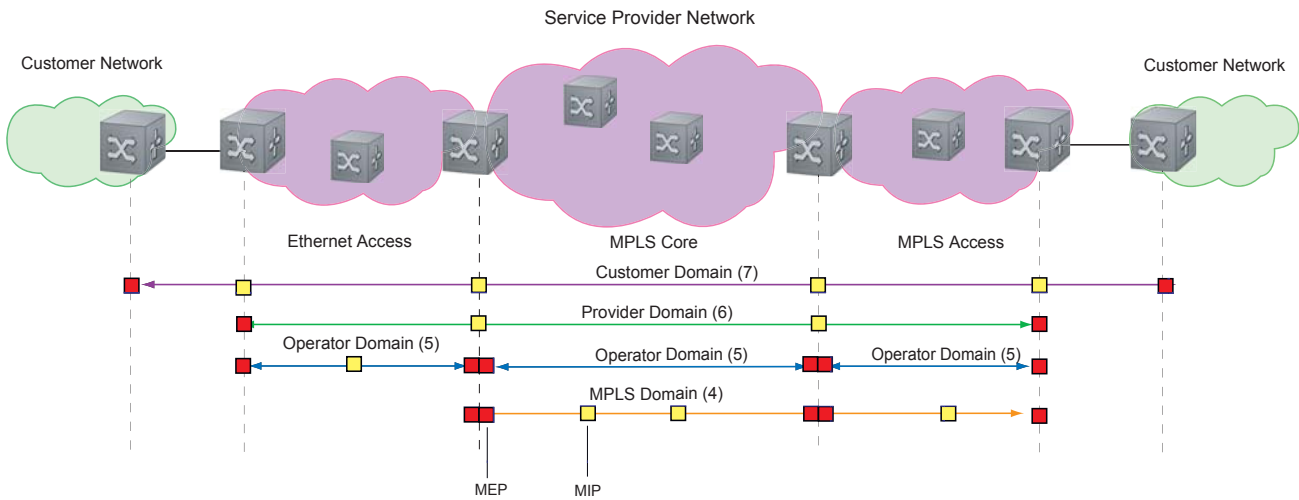 Service Provider Network
Customer Network
Customer Network
Ethernet Access
MPLS Core
MPLS Access
Customer Domain (7)
Provider Domain (6)
Operator Domain (5)
Operator Domain (5)
Operator Domain (5)
MPLS Domain (4)
MEP
MIP